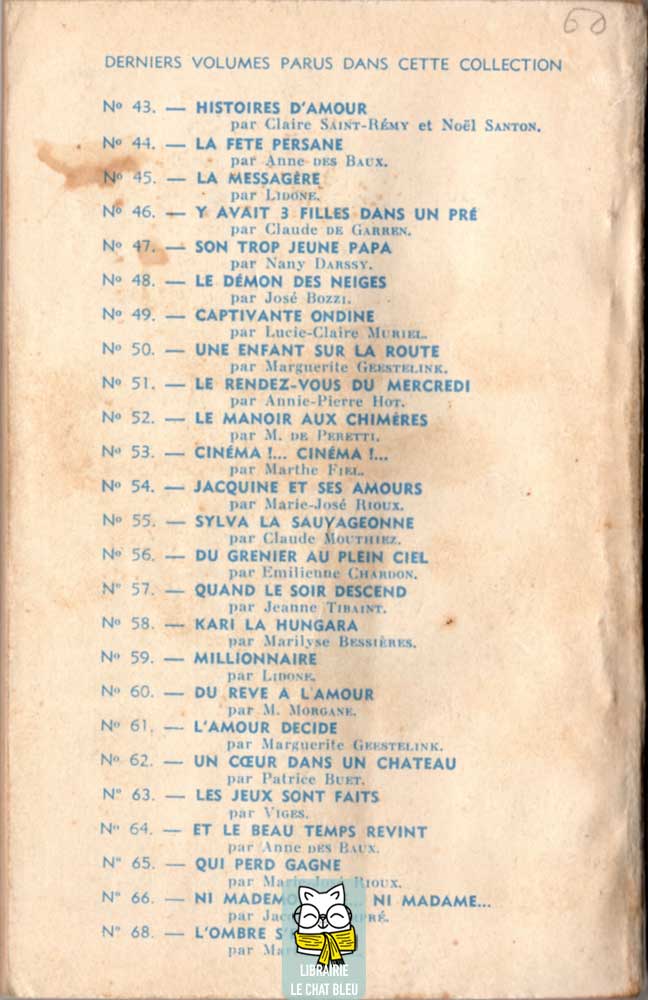 60
DERNIERS VOLUMES PARUS DANS CETTE COLLECTION
Nº 43. — HISTOIRES D'AMOUR
par Claire SAINT-RÉMY et Noël SANTON.
Nº 44. — LA FETE PERSANE
par Anne DES BAUX.
Nº 45. — LA MESSAGÈRE
par LIDONE.
Nº 46. — Y AVAIT 3 FILLES DANS UN PRÉ
par Claude DE GARREN.
Nº 47. — SON TROP JEUNE PAPA
par Nany DARSSY.
Nº 48. — LE DÉMON DES NEIGES
par José BOZZI.
Nº 49. — CAPTIVANTE ONDINE
par Lucie-Claire MURIEL.
Nº 50. — UNE ENFANT SUR LA ROUTE
par Marguerite GEESTELINK.
Nº 51. — LE RENDEZ-VOUS DU MERCREDI
par Annie-Pierre HOT.
Nº 52. — LE MANOIR AUX CHIMÈRES
par M. DE PERETTI.
Nº 53. — CINÉMA !... CINÉMA !...
par Marthe FIEL.
Nº 54. — JACQUINE ET SES AMOURS
par Marie-José RIOUX.
Nº 55. — SYLVA LA SAUVAGEONNE
par Claude MOUTHIEZ.
Nº 56. — DU GRENIER AU PLEIN CIEL
par Emilienne CHARDON.
N° 57. — QUAND LE SOIR DESCEND
par Jeanne TIBAINT.
Nº 58. — KARI LA HUNGARA
par Marilyse BESSIÈRES.
Nº 59. — MILLIONNAIRE
par LIDONE.
Nº 60. — DU REVE A L'AMOUR
par M. MORGANE.
Nº 61. — L'AMOUR DECIDE
par Marguerite GEESTELINK.
Nº 62. — UN CŒUR DANS UN CHATEAU
par Patrice BUET.
N° 63. — LES JEUX SONT FAITS
par VIGES.
Nº 64. — ET LE BEAU TEMPS REVINT
par Anne DES BAUX.
N° 65. — QUI PERD GAGNE
par Marie-José RIOUX.
N° 66. — NI ... NI MADAME...
par
N° 68. — L'OMBRE
par
LIBRAIRIE
LE CHAT BLEU